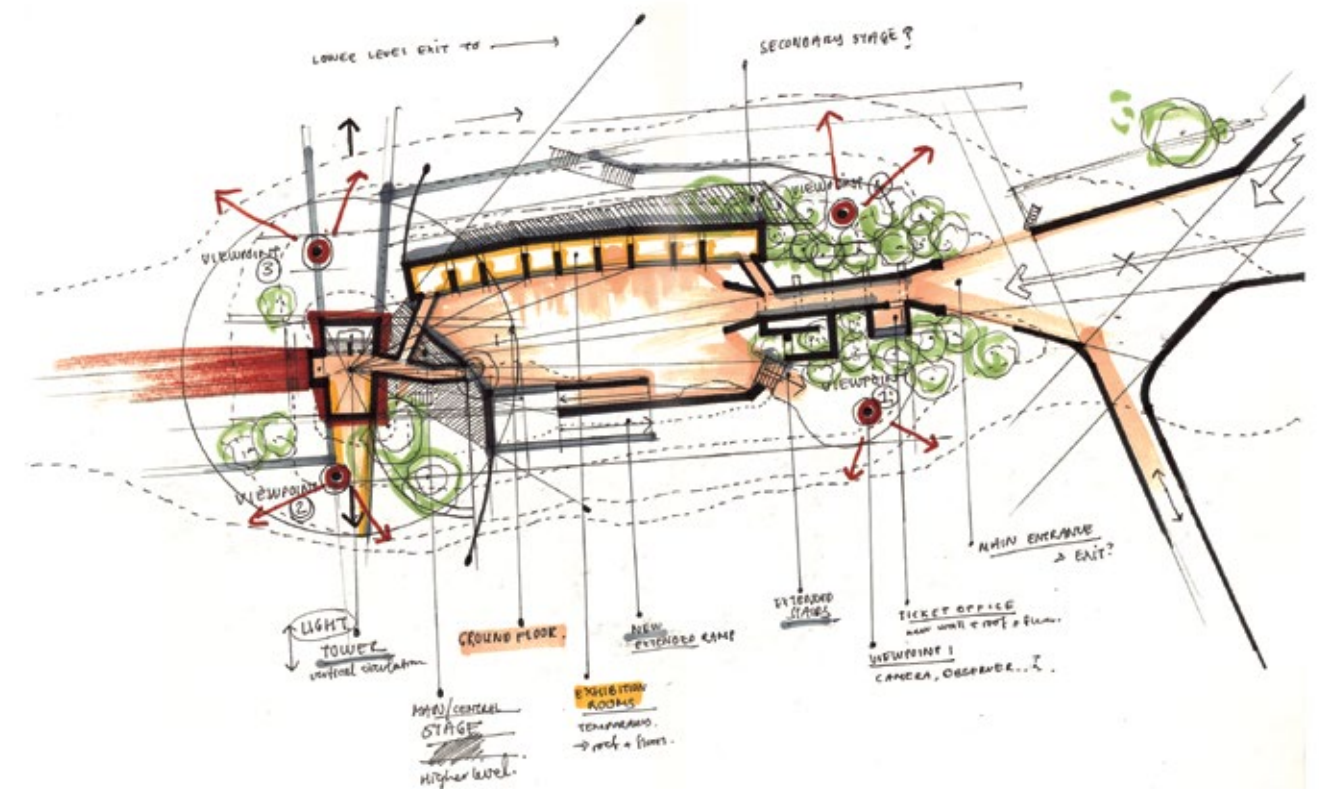 LOWER LEVEL EXIT TO
SECONDARY STAGE?
VIEWPOINT
VIEWPOINT
3
VIEWPOINT
1
VIEWPOINT
2
MAIN ENTRANCE
EXIT?
LIGHT
TOWER
vertical circulation
GROUND FLOOR.
NEW
EXTENDED RAMP
EXTENDED
STAIRS
TICKET OFFICE
new wall + roof + floor.
VIEWPOINT 1
CAMERA, OBSERVER...?
MAIN/CENTRAL
STAGE
Higher level.
EXHIBITION
ROOMS
TEMPORARY.
→ roof + floors.